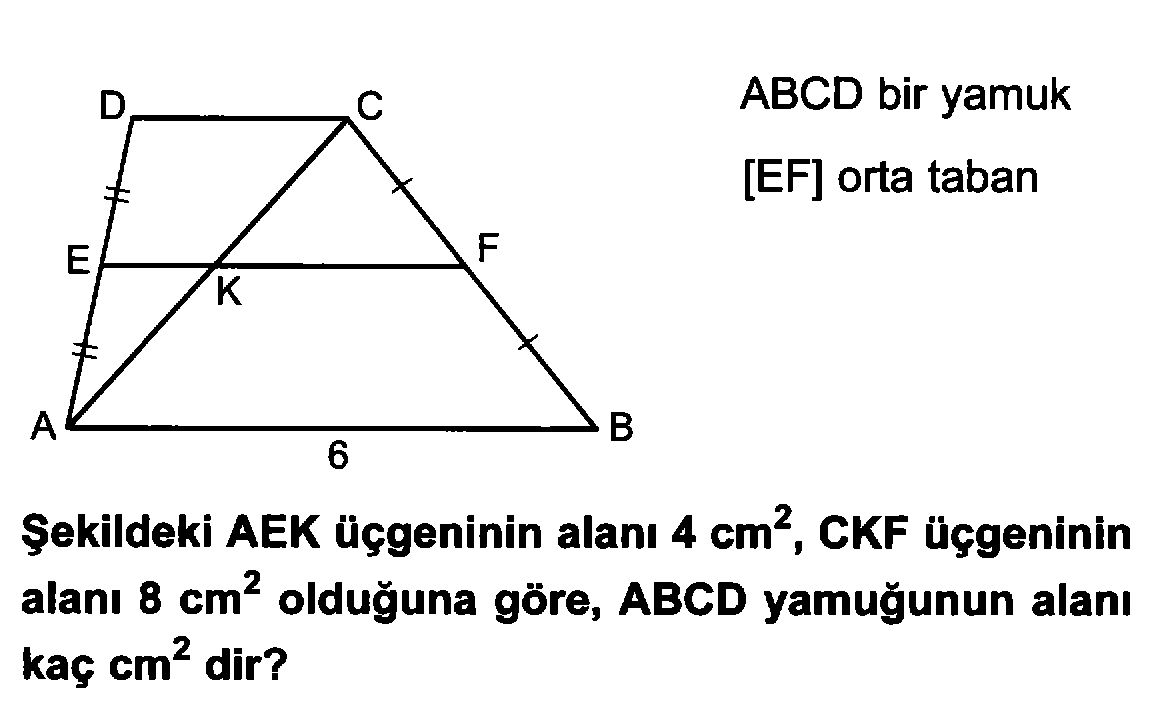 D
C
ABCD bir yamuk
[EF] orta taban
E
F
K
A
B
6
Şekildeki AEK üçgeninin alanı 4 cm², CKF üçgeninin
alanı 8 cm² olduğuna göre, ABCD yamuğunun alanı
kaç cm² dir?